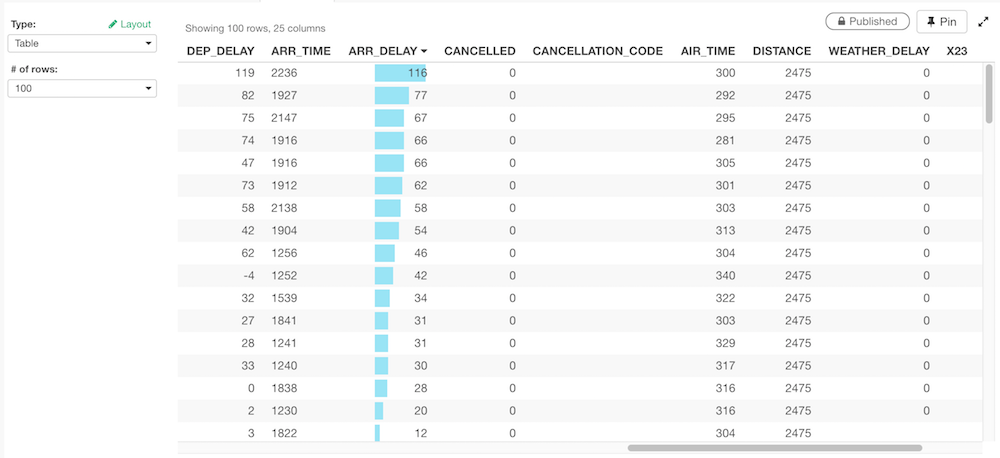 Type: Layout
Table
# of rows:
100
Showing 100 rows, 25 columns
Published Pin
DEP_DELAY ARR_TIME ARR_DELAY CANCELLED CANCELLATION_CODE AIR_TIME DISTANCE WEATHER_DELAY X23
119 2236 116 0 300 2475 0
82 1927 77 0 292 2475 0
75 2147 67 0 295 2475 0
74 1916 66 0 281 2475 0
47 1916 66 0 305 2475 0
73 1912 62 0 301 2475 0
58 2138 58 0 303 2475 0
42 1904 54 0 313 2475 0
62 1256 46 0 304 2475 0
-4 1252 42 0 340 2475 0
32 1539 34 0 322 2475 0
27 1841 31 0 303 2475 0
28 1241 31 0 329 2475 0
33 1240 30 0 317 2475 0
0 1838 28 0 316 2475 0
2 1230 20 0 316 2475 0
3 1822 12 0 304 2475